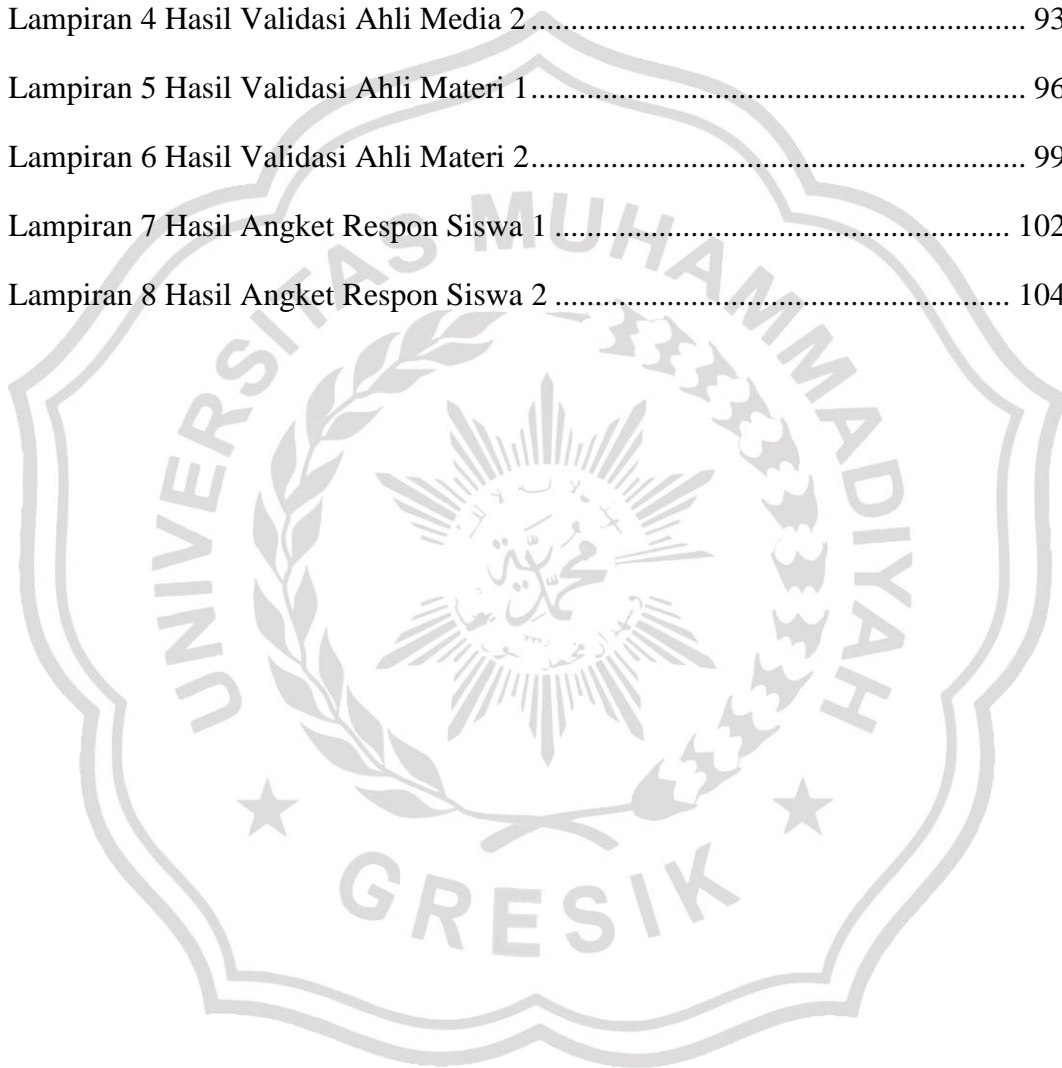 Lampiran 4 Hasil Validasi Ahli Media 2 .......................................................... 93
Lampiran 5 Hasil Validasi Ahli Materi 1 .......................................................... 96
Lampiran 6 Hasil Validasi Ahli Materi 2 .......................................................... 99
Lampiran 7 Hasil Angket Respon Siswa 1 ..................................................... 102
Lampiran 8 Hasil Angket Respon Siswa 2 ..................................................... 104
UNIVERSITAS MUHAMMADIYAH
محمدية
GRESIK